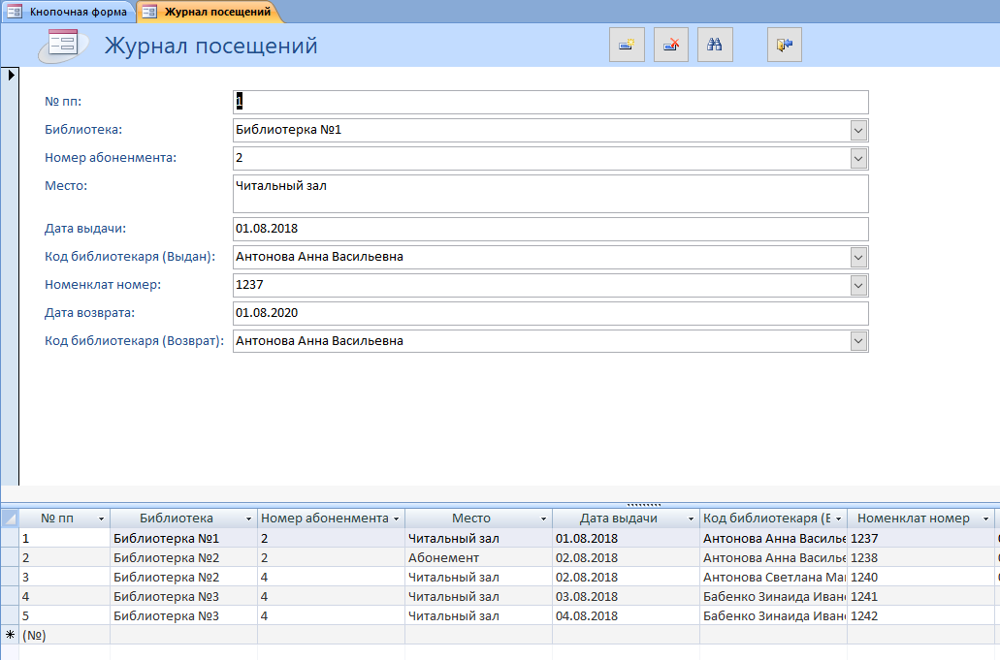 Кнопочная форма Журнал посещений
Журнал посещений
№ пп: 1
Библиотека: Библиотерка №1
Номер абоненмента: 2
Место: Читальный зал
Дата выдачи: 01.08.2018
Код библиотекаря (Выдан): Антонова Анна Васильевна
Номенклат номер: 1237
Дата возврата: 01.08.2020
Код библиотекаря (Возврат): Антонова Анна Васильевна
№ пп Библиотека Номер абоненмента Место Дата выдачи Код библиотекаря (В Номенклат номер
1 Библиотерка №1 2 Читальный зал 01.08.2018 Антонова Анна Василье 1237
2 Библиотерка №2 2 Абонемент 02.08.2018 Антонова Анна Василье 1238
3 Библиотерка №2 4 Читальный зал 02.08.2018 Антонова Светлана Ма 1240
4 Библиотерка №3 4 Читальный зал 03.08.2018 Бабенко Зинаида Иван 1241
5 Библиотерка №3 4 Читальный зал 04.08.2018 Бабенко Зинаида Иван 1242
(№)